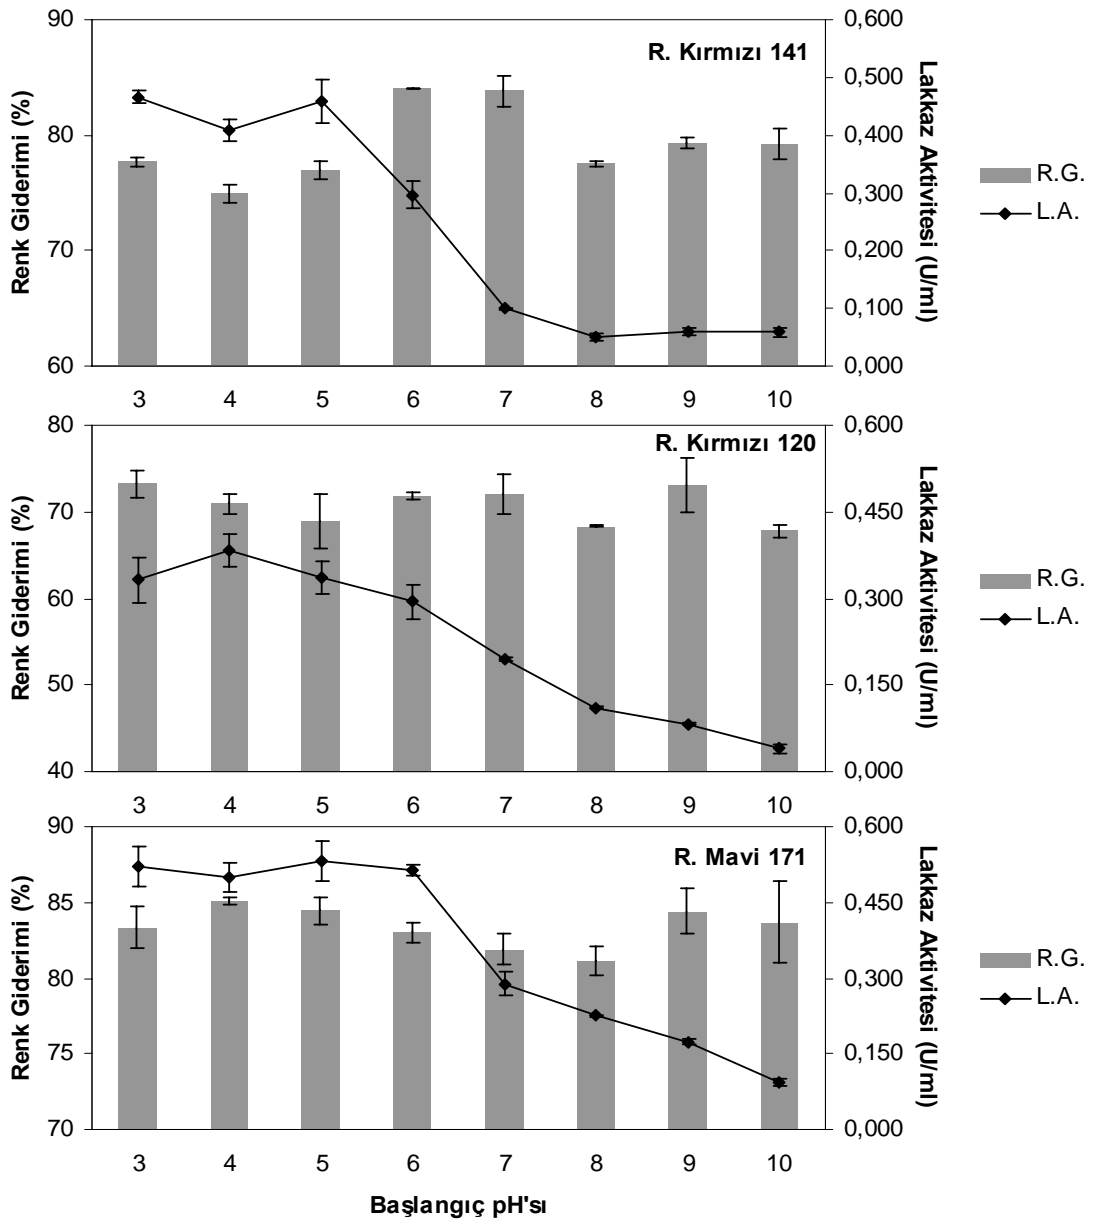 R. Kırmızı 141
Renk Giderimi (%)
90
80
70
60
0,600
0,500
0,400
0,300
0,200
0,100
0,000
Lakkaz Aktivitesi (U/ml)
R.G.
L.A.
3 4 5 6 7 8 9 10
R. Kırmızı 120
Renk Giderimi (%)
80
70
60
50
40
0,600
0,450
0,300
0,150
0,000
Lakkaz Aktivitesi (U/ml)
R.G.
L.A.
3 4 5 6 7 8 9 10
R. Mavi 171
Renk Giderimi (%)
90
85
80
75
70
0,600
0,450
0,300
0,150
0,000
Lakkaz Aktivitesi (U/ml)
R.G.
L.A.
3 4 5 6 7 8 9 10
Başlangıç pH'sı